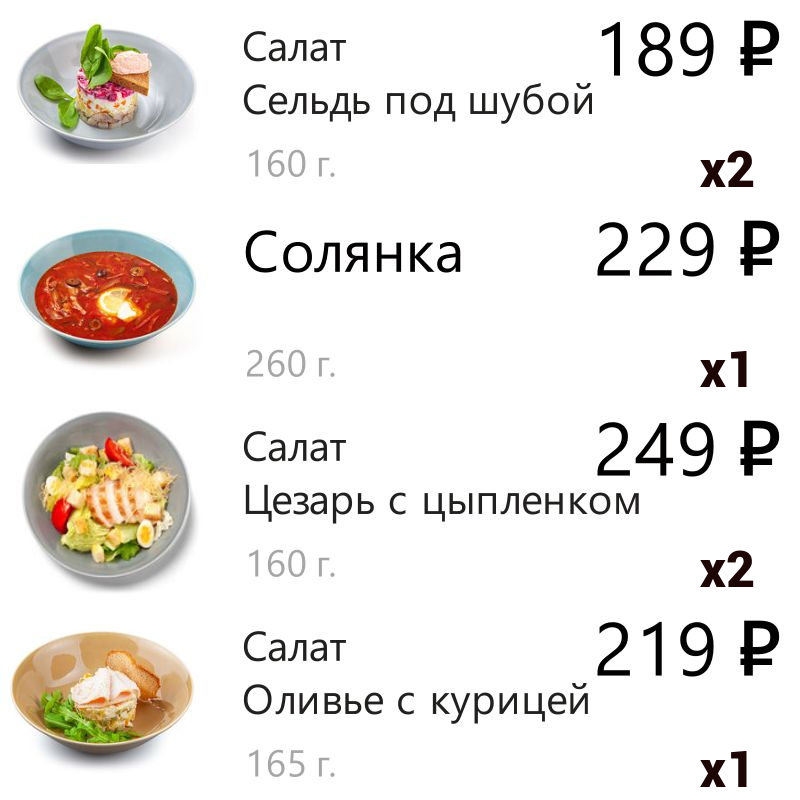 Салат 189 ₽
Сельдь под шубой
160 г. x2
Солянка 229 ₽
260 г. x1
Салат 249 ₽
Цезарь с цыпленком
160 г. x2
Салат 219 ₽
Оливье с курицей
165 г. x1